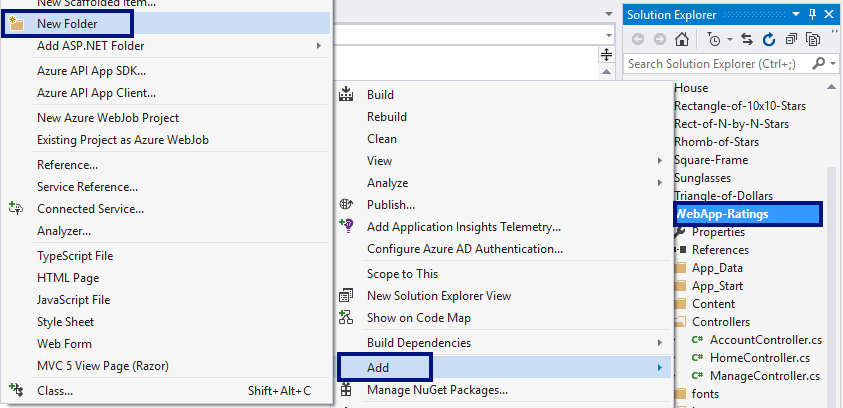 New Scaffolded Item...
New Folder
Add ASP.NET Folder
Azure API App SDK...
Azure API App Client...
New Azure WebJob Project
Existing Project as Azure WebJob
Reference...
Service Reference...
Connected Service...
Analyzer...
TypeScript File
HTML Page
JavaScript File
Style Sheet
Web Form
MVC 5 View Page (Razor)
Class... Shift+Alt+C
Build
Rebuild
Clean
View
Analyze
Publish...
Add Application Insights Telemetry...
Configure Azure AD Authentication...
Scope to This
New Solution Explorer View
Show on Code Map
Build Dependencies
Add
Manage NuGet Packages...
Solution Explorer
Search Solution Explorer (Ctrl+;)
House
Rectangle-of-10x10-Stars
Rect-of-N-by-N-Stars
Rhomb-of-Stars
Square-Frame
Sunglasses
Triangle-of-Dollars
WebApp-Ratings
Properties
References
App_Data
App_Start
Content
Controllers
C# AccountController.cs
C# HomeController.cs
C# ManageController.cs
fonts